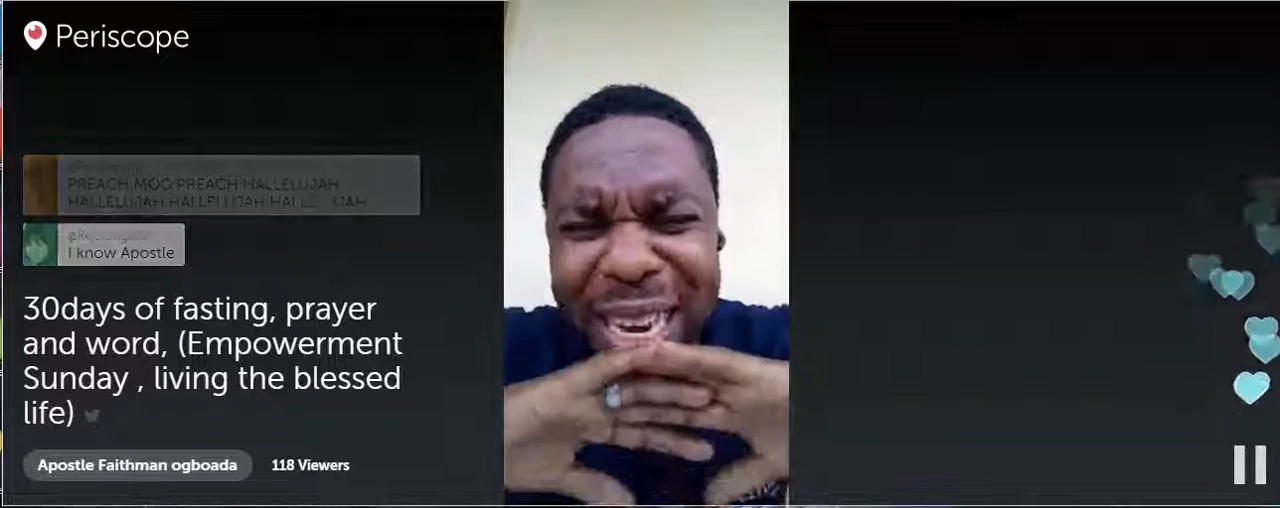 Periscope
PREACH MOG PREACH HALLELUJAH
HALLELUJAH HALLELUJAH HALLE
I know Apostle
30days of fasting, prayer
and word, (Empowerment
Sunday , living the blessed
life)
Apostle Faithman ogboada 118 Viewers